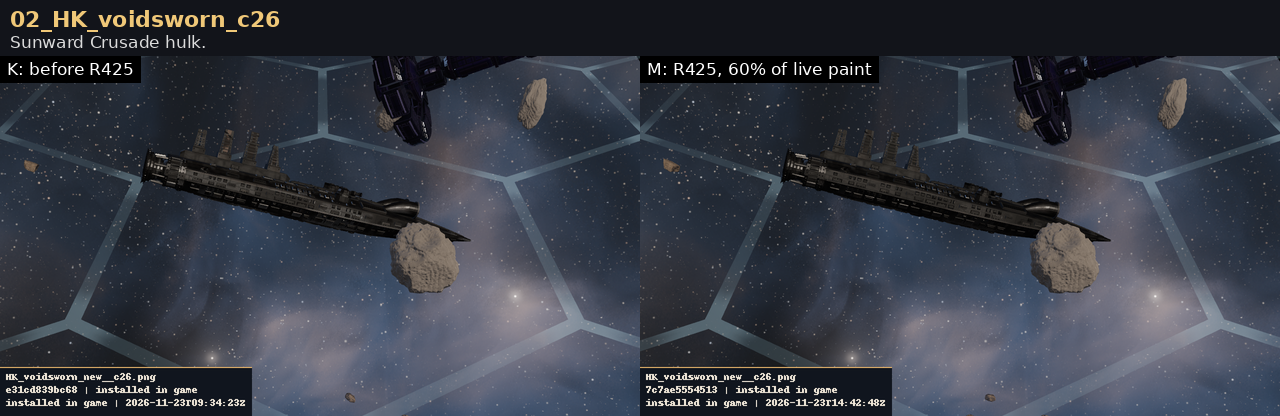 02_HK_voidsworn_c26
Sunward Crusade hulk.
K: before R425
M: R425, 60% of live paint
HK_voidsworn_new__c26.png
e31cd839bc68 | installed in game
installed in game | 2026-11-23T09:34:23Z
HK_voidsworn_new__c26.png
7c7ae5554513 | installed in game
installed in game | 2026-11-23T14:42:48Z